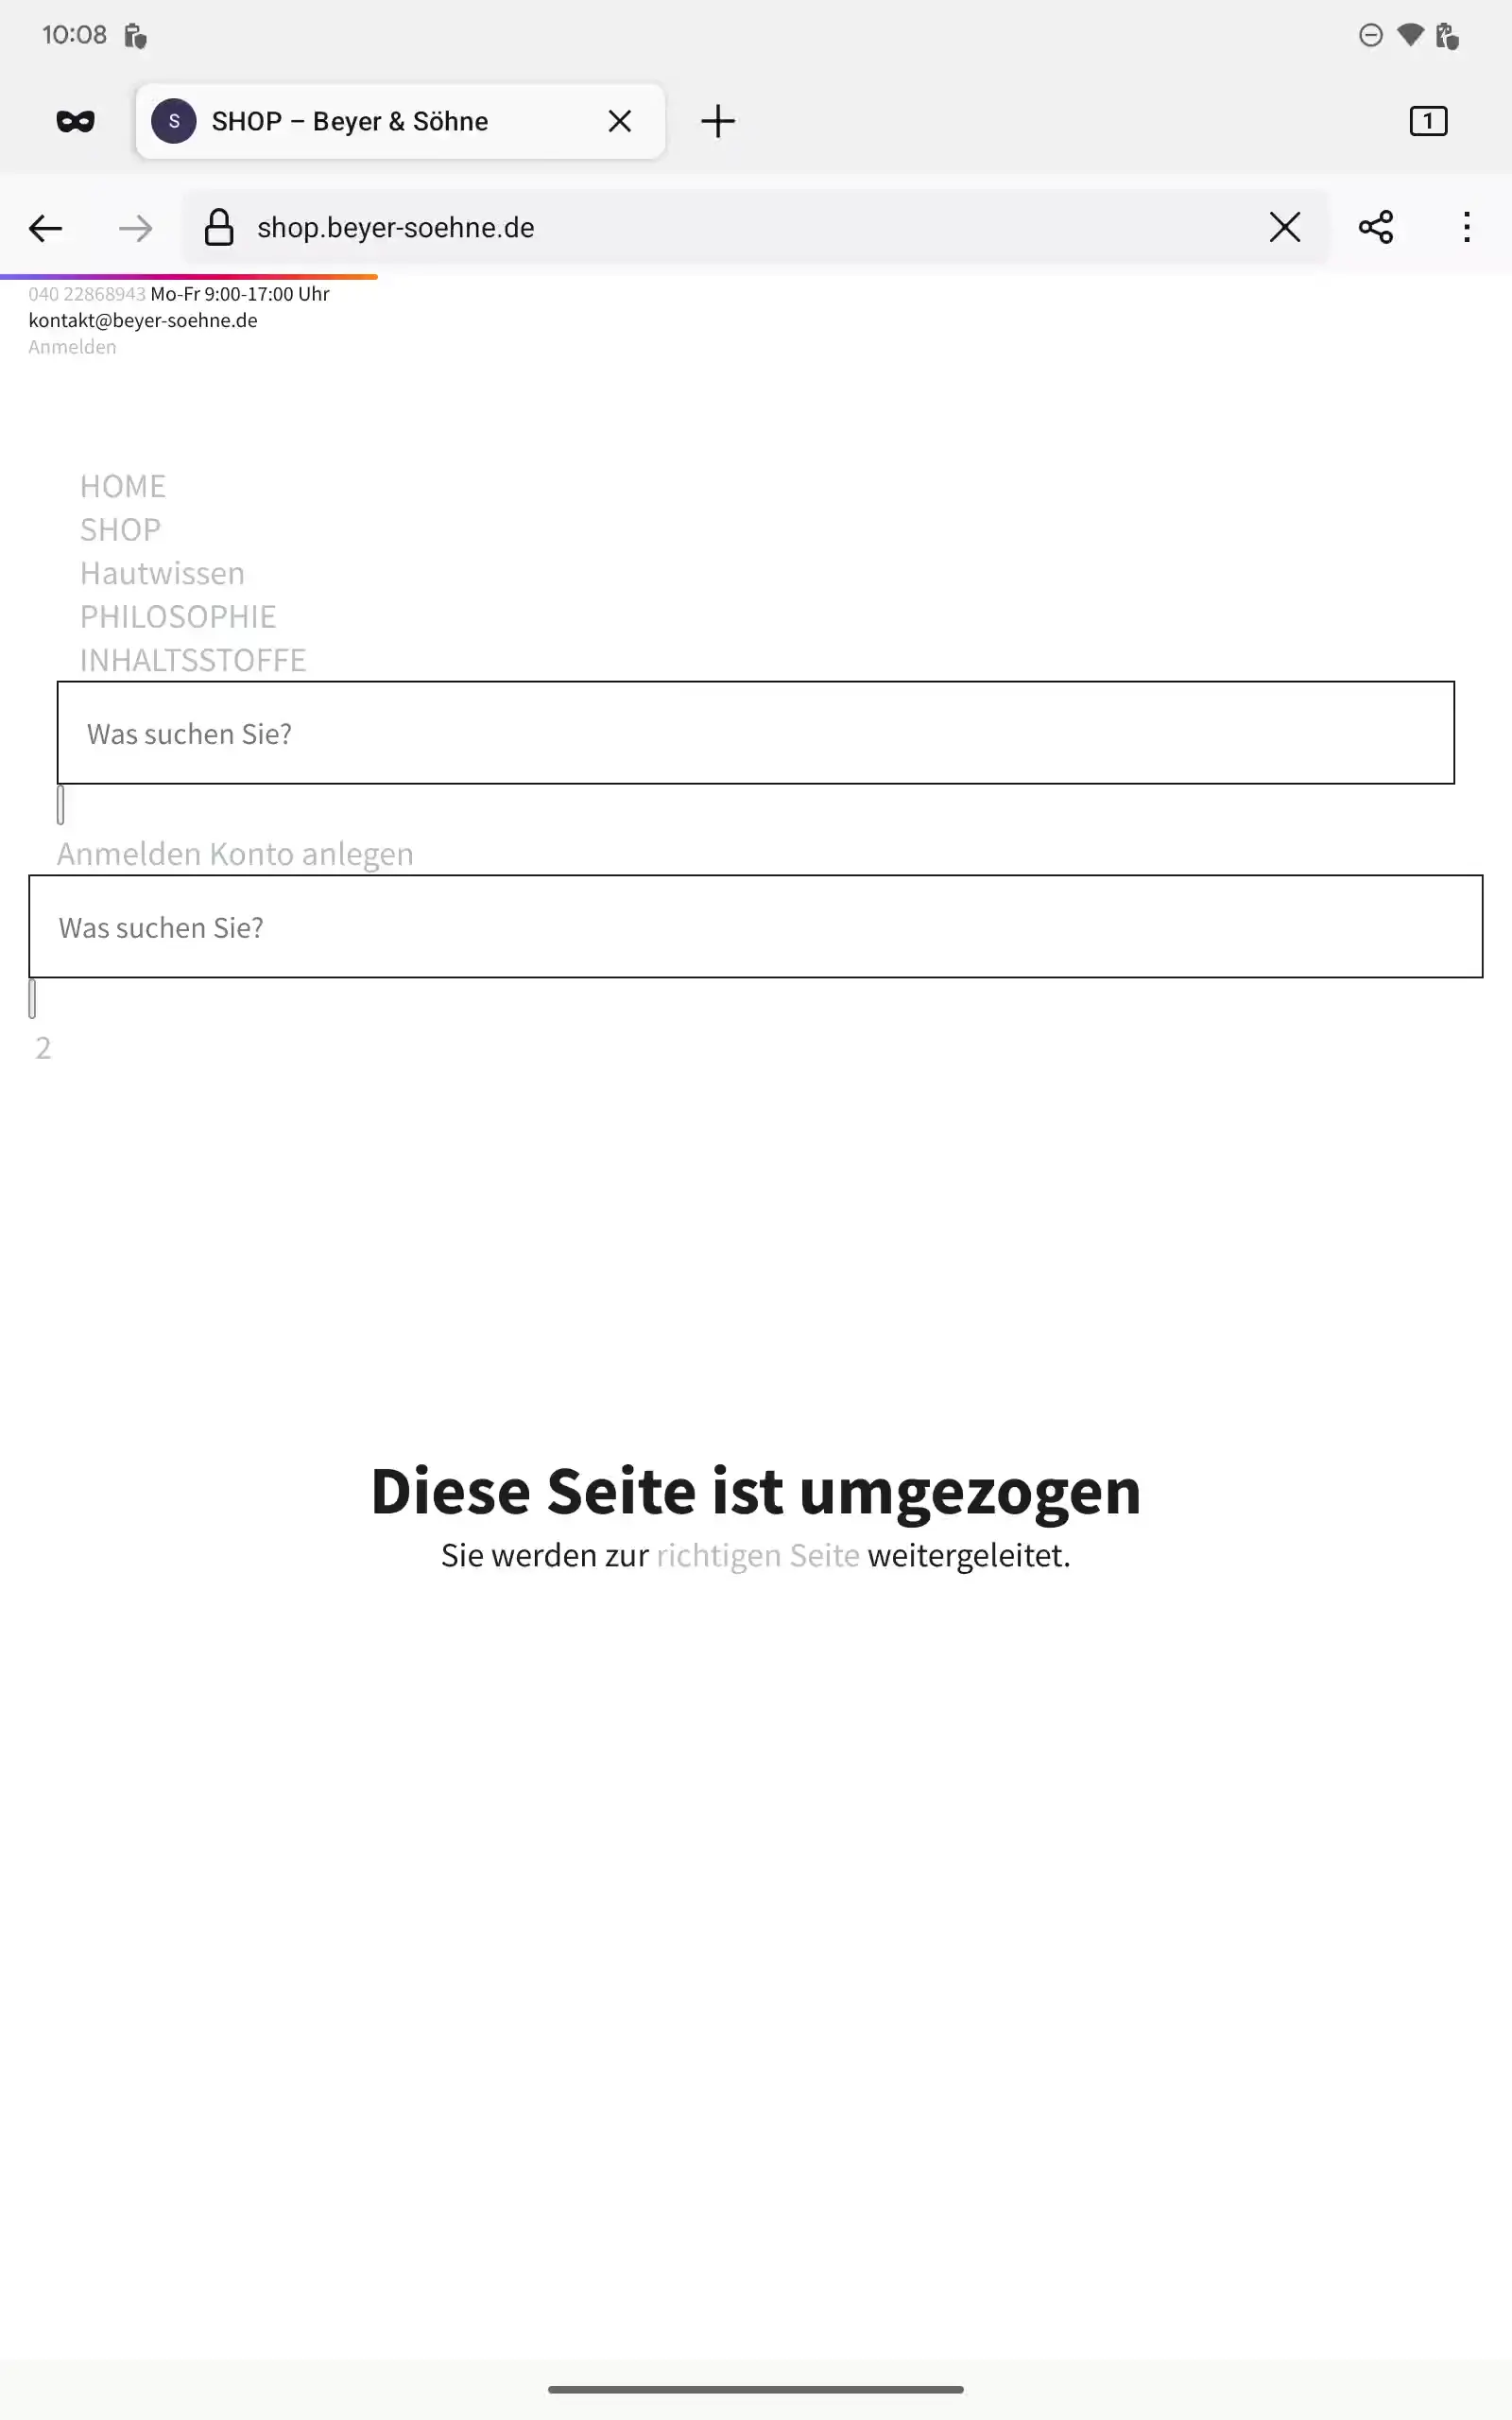 10:08
S SHOP – Beyer & Söhne
1
shop.beyer-soehne.de
040 22868943 Mo-Fr 9:00-17:00 Uhr
kontakt@beyer-soehne.de
Anmelden
HOME
SHOP
Hautwissen
PHILOSOPHIE
INHALTSSTOFFE
Was suchen Sie?
Anmelden Konto anlegen
Was suchen Sie?
2
Diese Seite ist umgezogen
Sie werden zur richtigen Seite weitergeleitet.